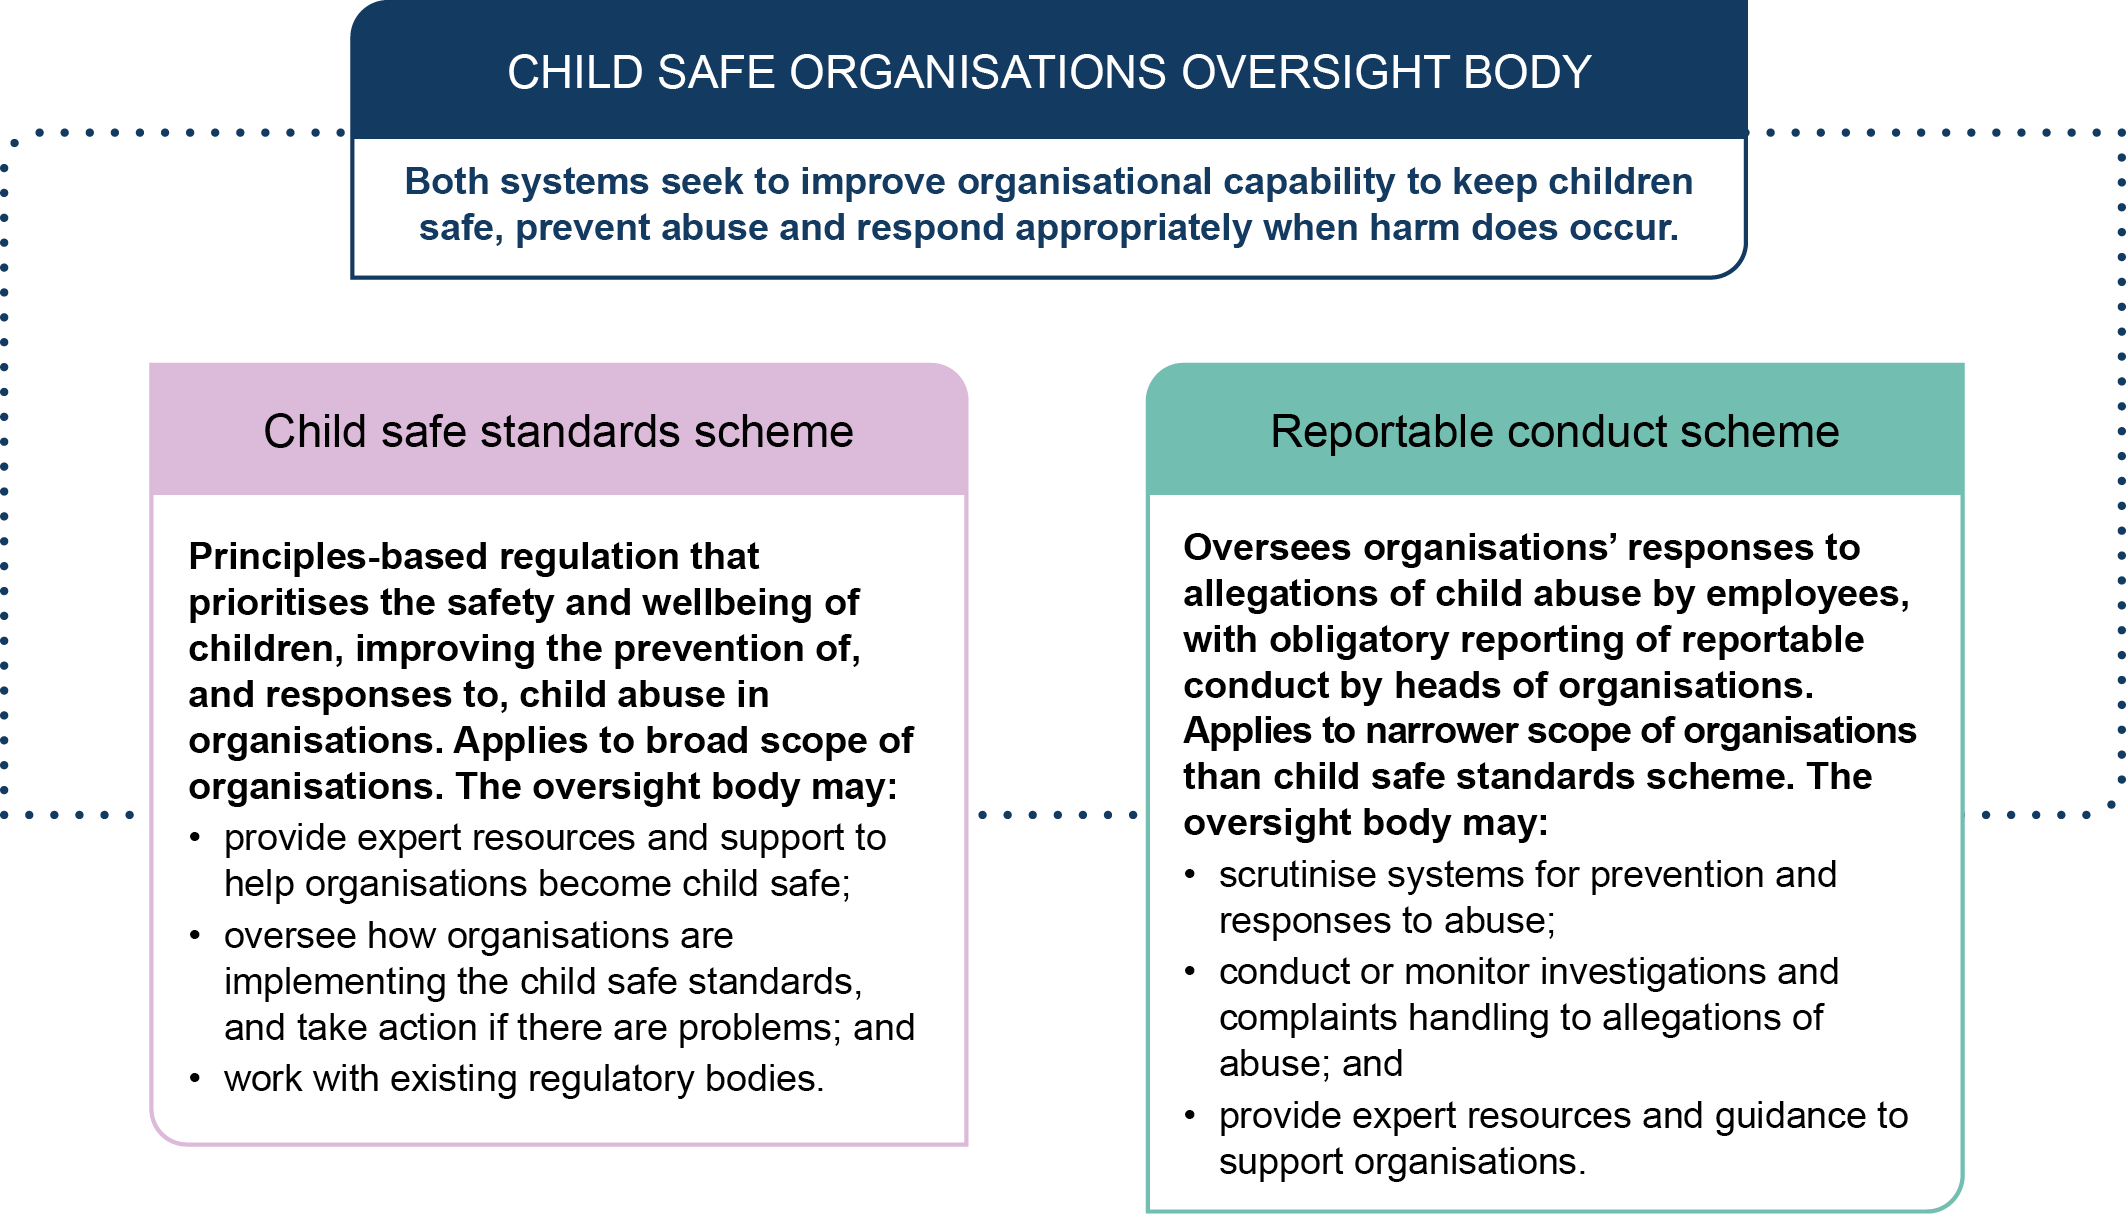 CHILD SAFE ORGANISATIONS OVERSIGHT BODY
Both systems seek to improve organisational capability to keep children
safe, prevent abuse and respond appropriately when harm does occur.
Child safe standards scheme
Principles-based regulation that
prioritises the safety and wellbeing of
children, improving the prevention of,
and responses to, child abuse in
organisations. Applies to broad scope of
organisations. The oversight body may:
• provide expert resources and support to
help organisations become child safe;
• oversee how organisations are
implementing the child safe standards,
and take action if there are problems; and
• work with existing regulatory bodies.
Reportable conduct scheme
Oversees organisations’ responses to
allegations of child abuse by employees,
with obligatory reporting of reportable
conduct by heads of organisations.
Applies to narrower scope of organisations
than child safe standards scheme. The
oversight body may:
• scrutinise systems for prevention and
responses to abuse;
• conduct or monitor investigations and
complaints handling to allegations of
abuse; and
• provide expert resources and guidance to
support organisations.